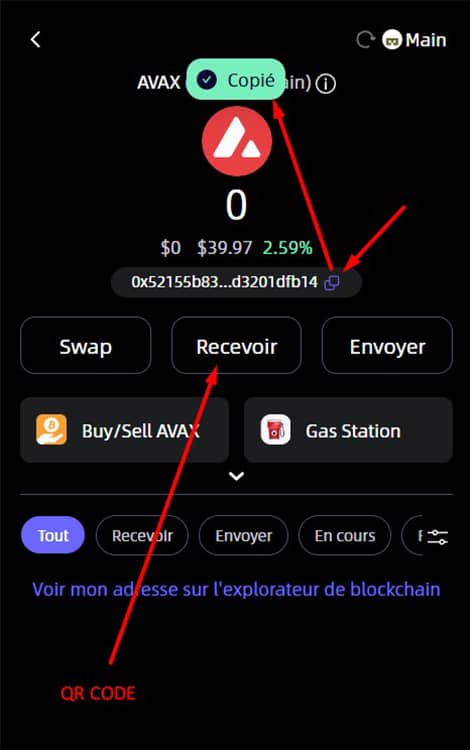 Main
AVAX
Copié
ain)
0
$0 $39.97 2.59%
0x52155b83...d3201dfb14
Swap
Recevoir
Envoyer
Buy/Sell AVAX
Gas Station
Tout
Recevoir
Envoyer
En cours
Voir mon adresse sur l'explorateur de blockchain
QR CODE